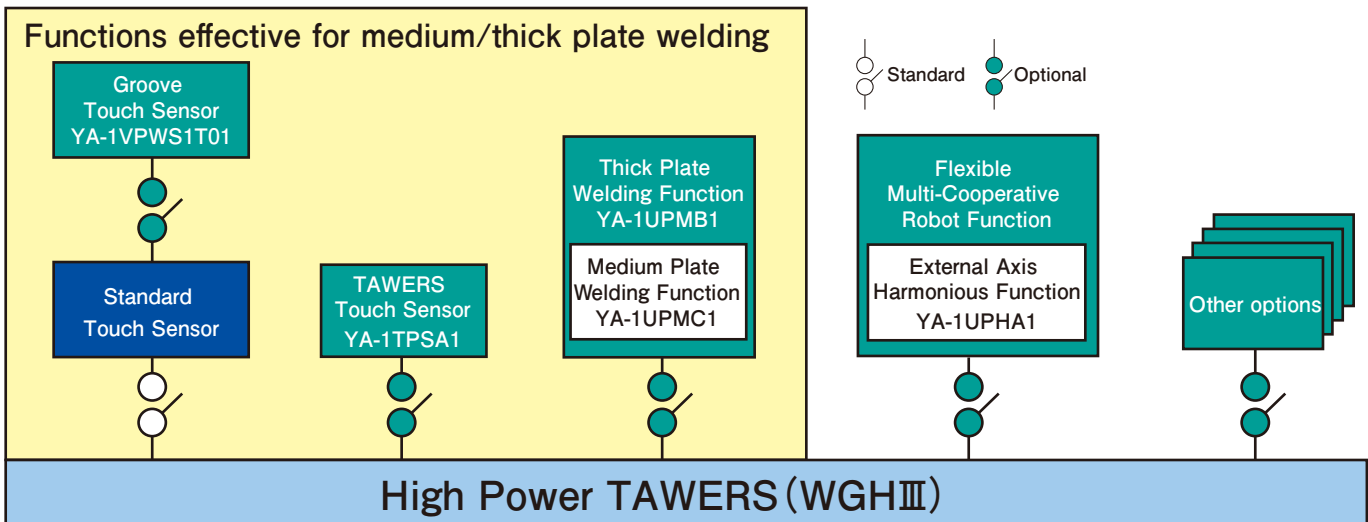 Functions effective for medium/thick plate welding
Groove
Touch Sensor
YA-1VPWS1T01
Standard
Touch Sensor
TAWERS
Touch Sensor
YA-1TPSA1
Thick Plate
Welding Function
YA-1UPMB1
Medium Plate
Welding Function
YA-1UPMC1
Standard
Optional
Flexible
Multi-Cooperative
Robot Function
External Axis
Harmonious Function
YA-1UPHA1
Other options
High Power TAWERS(WGHⅢ)